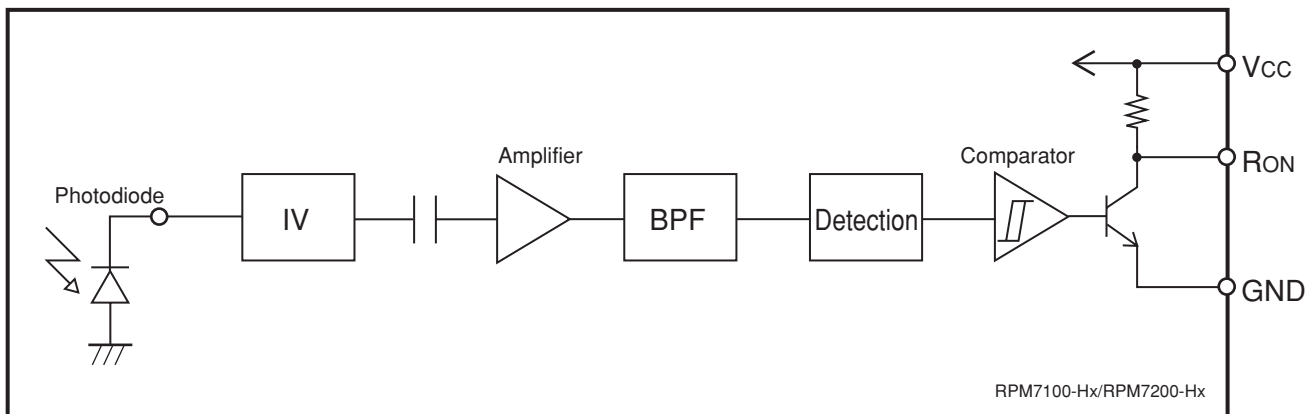 VCC
Amplifier
Comparator
RON
Photodiode
IV
BPF
Detection
GND
RPM7100-Hx/RPM7200-Hx